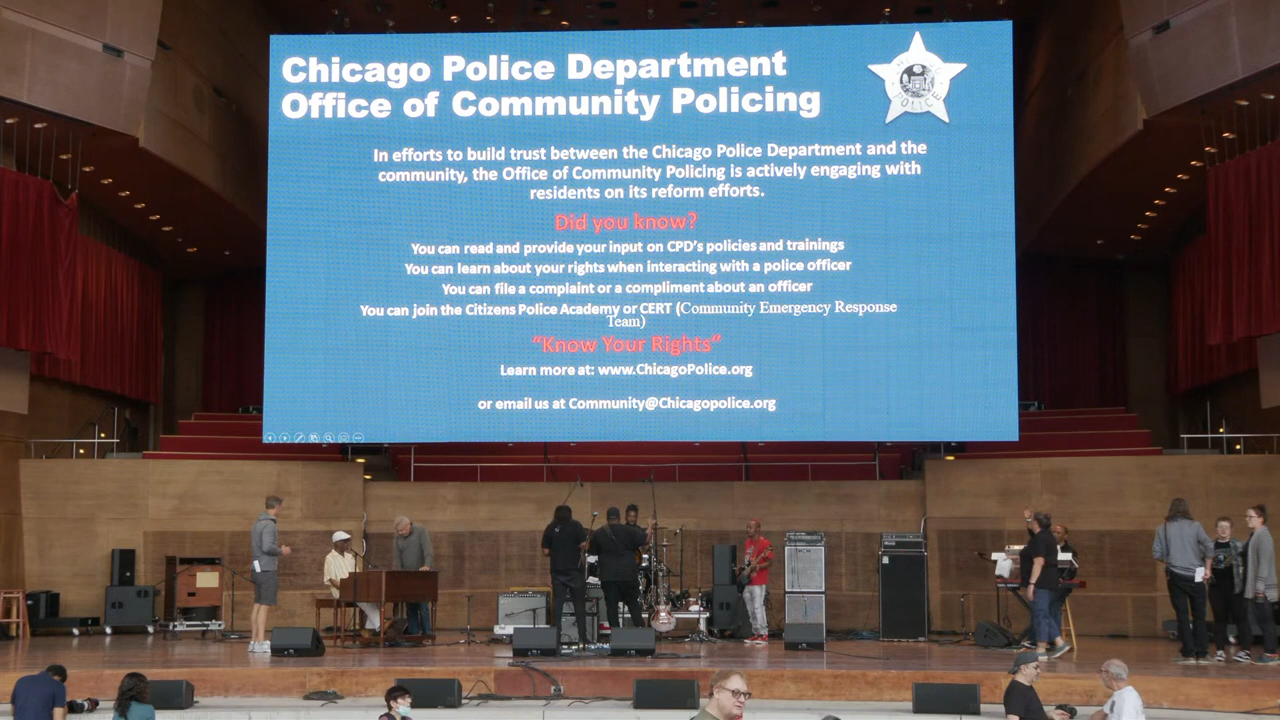 Chicago Police Department
Office of Community Policing
POLICE
In efforts to build trust between the Chicago Police Department and the
community, the Office of Community Policing is actively engaging with
residents on its reform efforts.
Did you know?
You can read and provide your input on CPD's policies and trainings
You can learn about your rights when interacting with a police officer
You can file a complaint or a compliment about an officer
You can join the Citizens Police Academy or CERT (Community Emergency Response
Team)
“Know Your Rights”
Learn more at: www.ChicagoPolice.org
or email us at Community@Chicagopolice.org